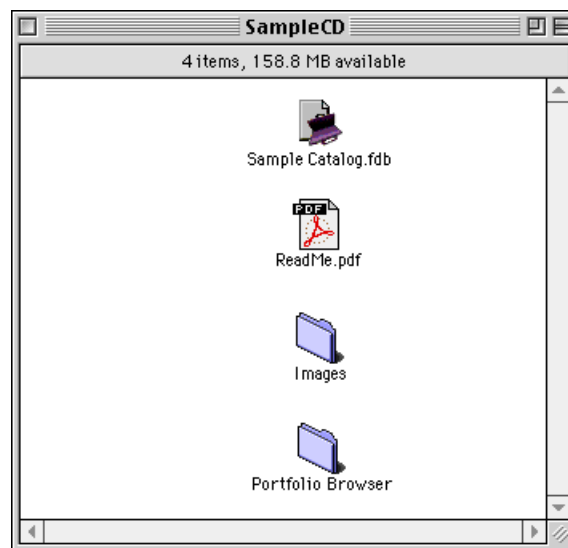 SampleCD
4 items, 158.8 MB available
Sample Catalog.fdb
PDF
ReadMe.pdf
Images
Portfolio Browser